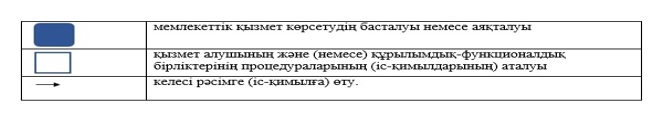 мемлекеттік қызмет көрсетудің басталуы немесе аяқталуы
қызмет алушының және (немесе) құрылымдық-функционалдық
бірліктерінің процедураларының (іс-қимылдарының) аталуы
келесі рәсімге (іс-қимылға) өту.